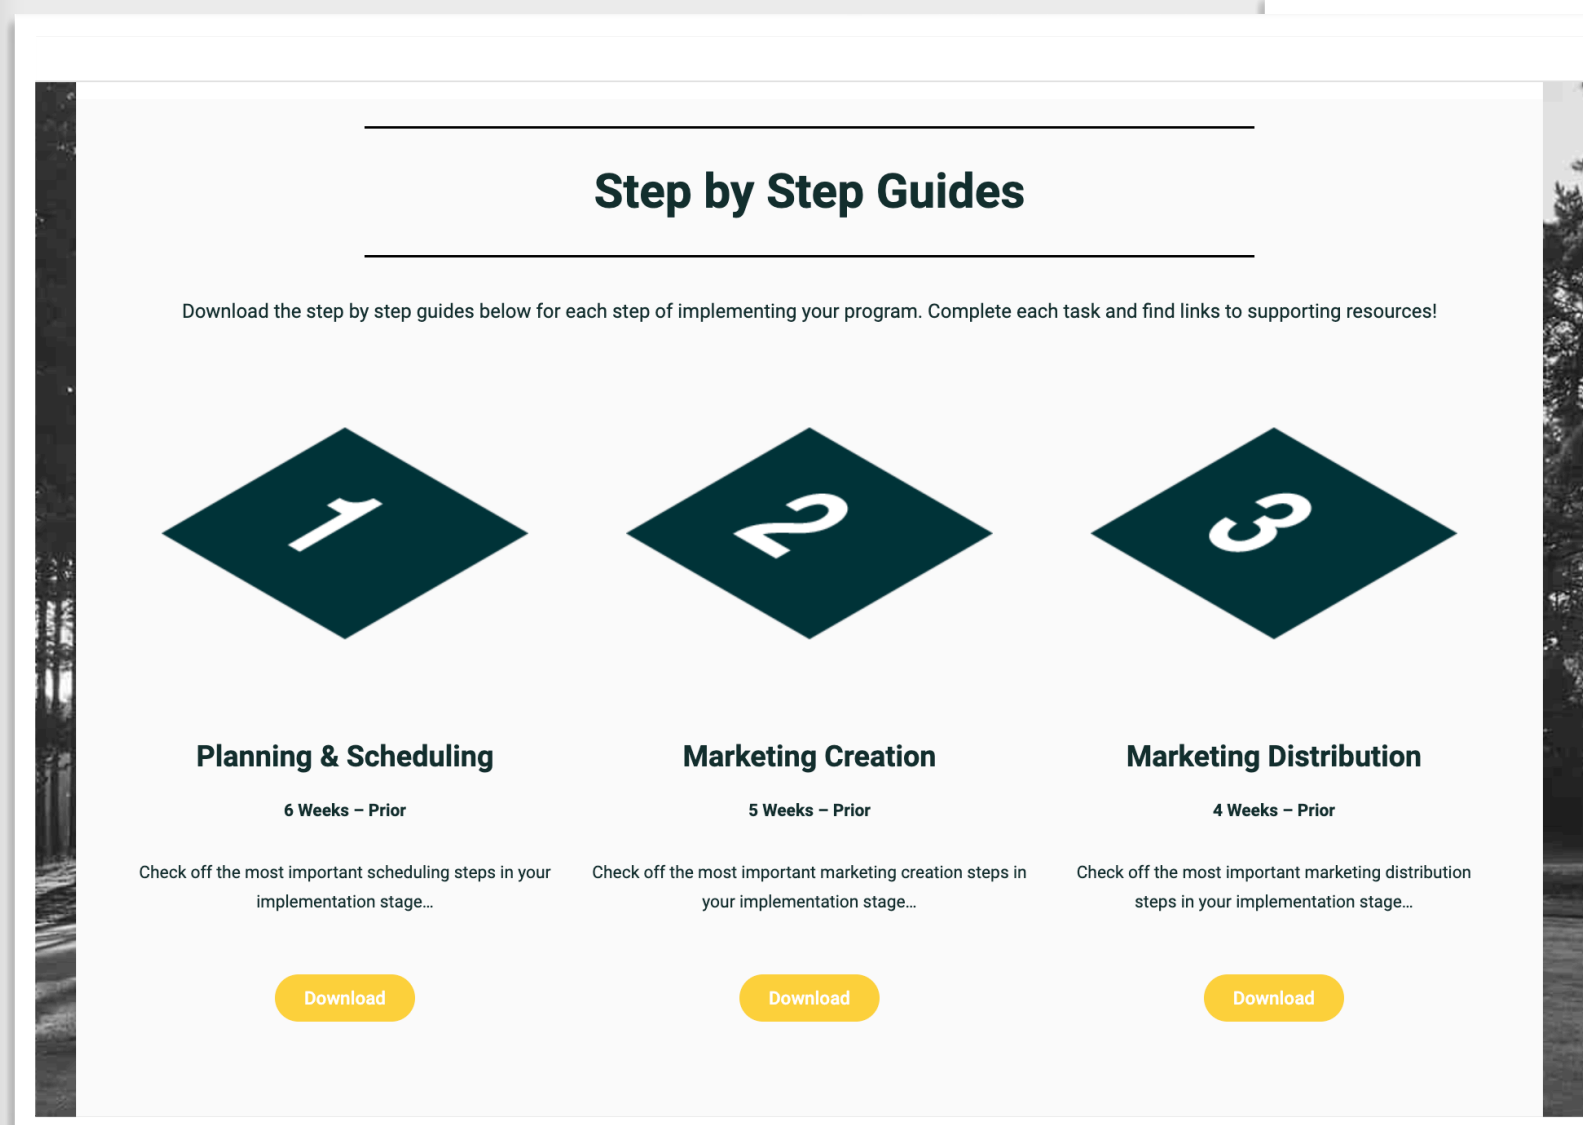 Step by Step Guides
Download the step by step guides below for each step of implementing your program. Complete each task and find links to supporting resources!
1
2
3
Planning & Scheduling
6 Weeks – Prior
Check off the most important scheduling steps in your
implementation stage…
Download
Marketing Creation
5 Weeks – Prior
Check off the most important marketing creation steps in
your implementation stage…
Download
Marketing Distribution
4 Weeks – Prior
Check off the most important marketing distribution
steps in your implementation stage…
Download